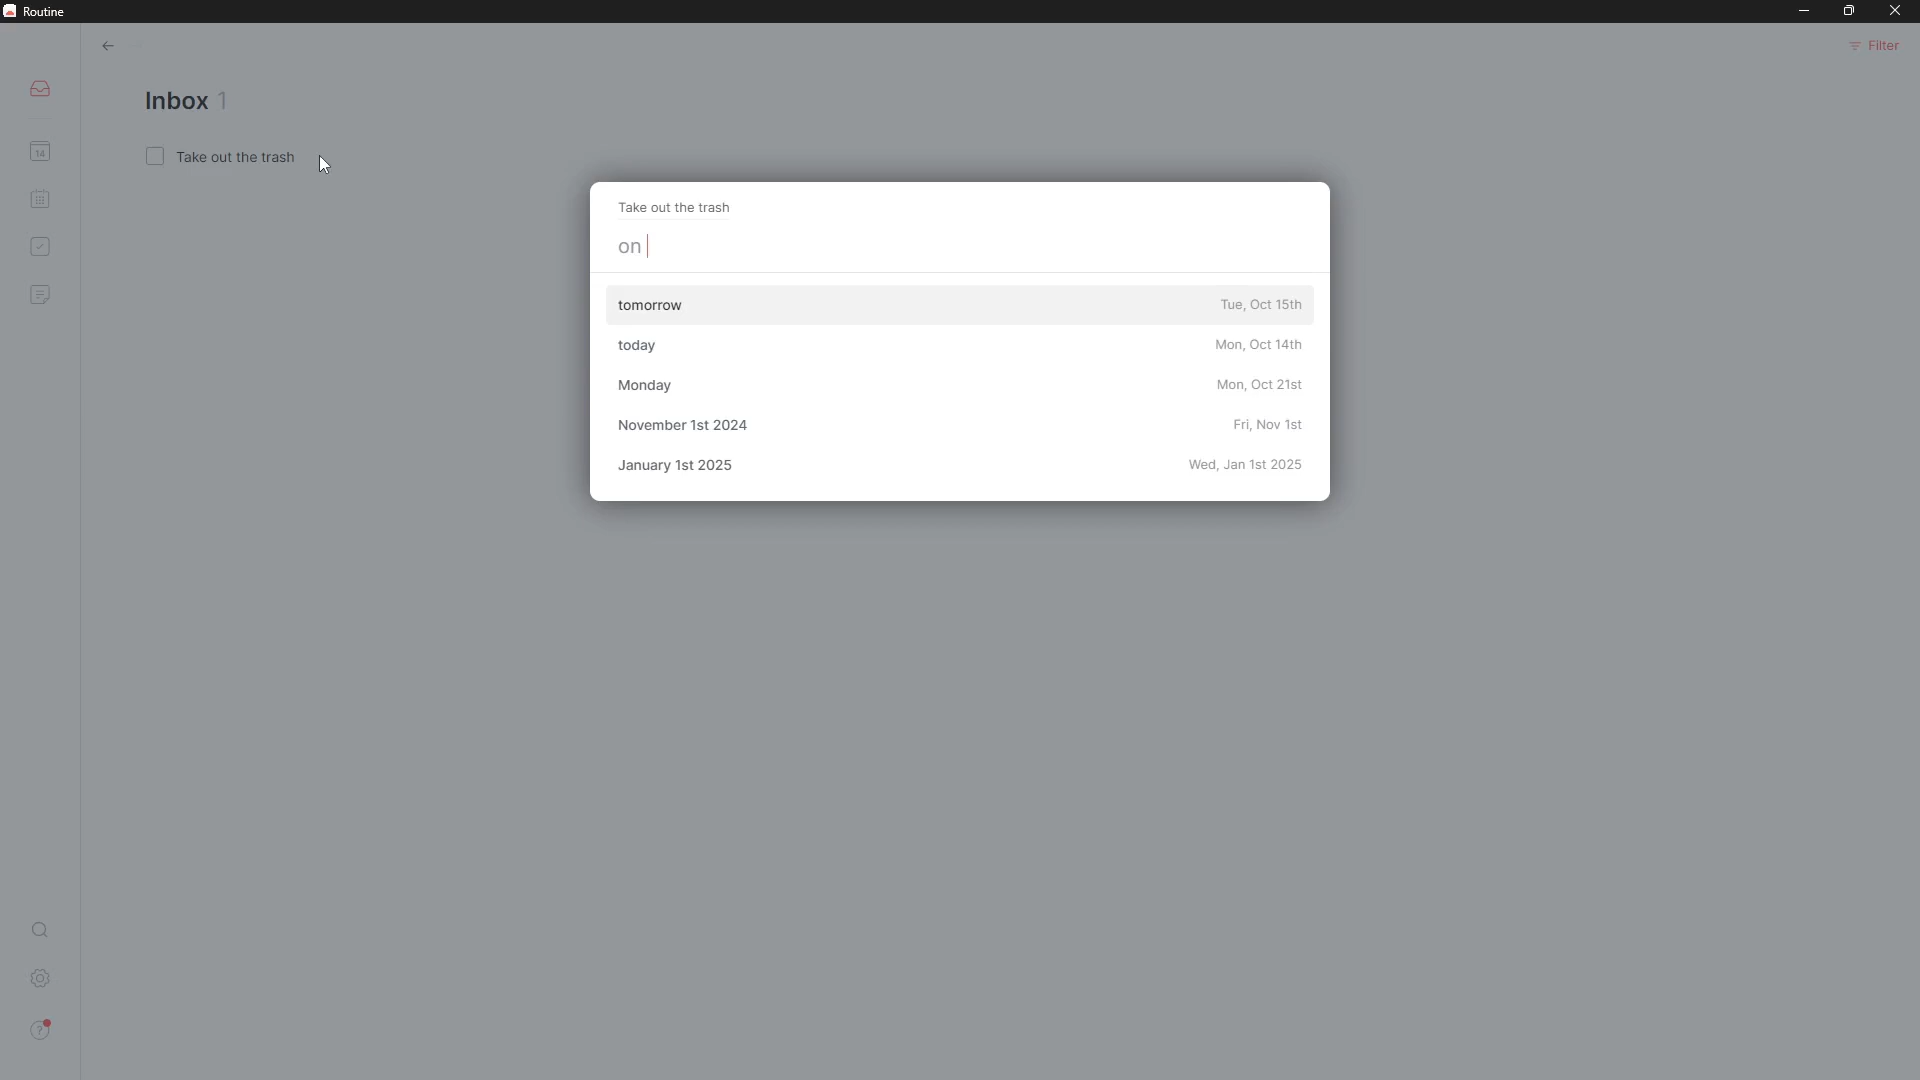 Routine
Filter
Inbox 1
14
Take out the trash
Take out the trash
on
tomorrow Tue, Oct 15th
today Mon, Oct 14th
Monday Mon, Oct 21st
November 1st 2024 Fri, Nov 1st
January 1st 2025 Wed, Jan 1st 2025
?